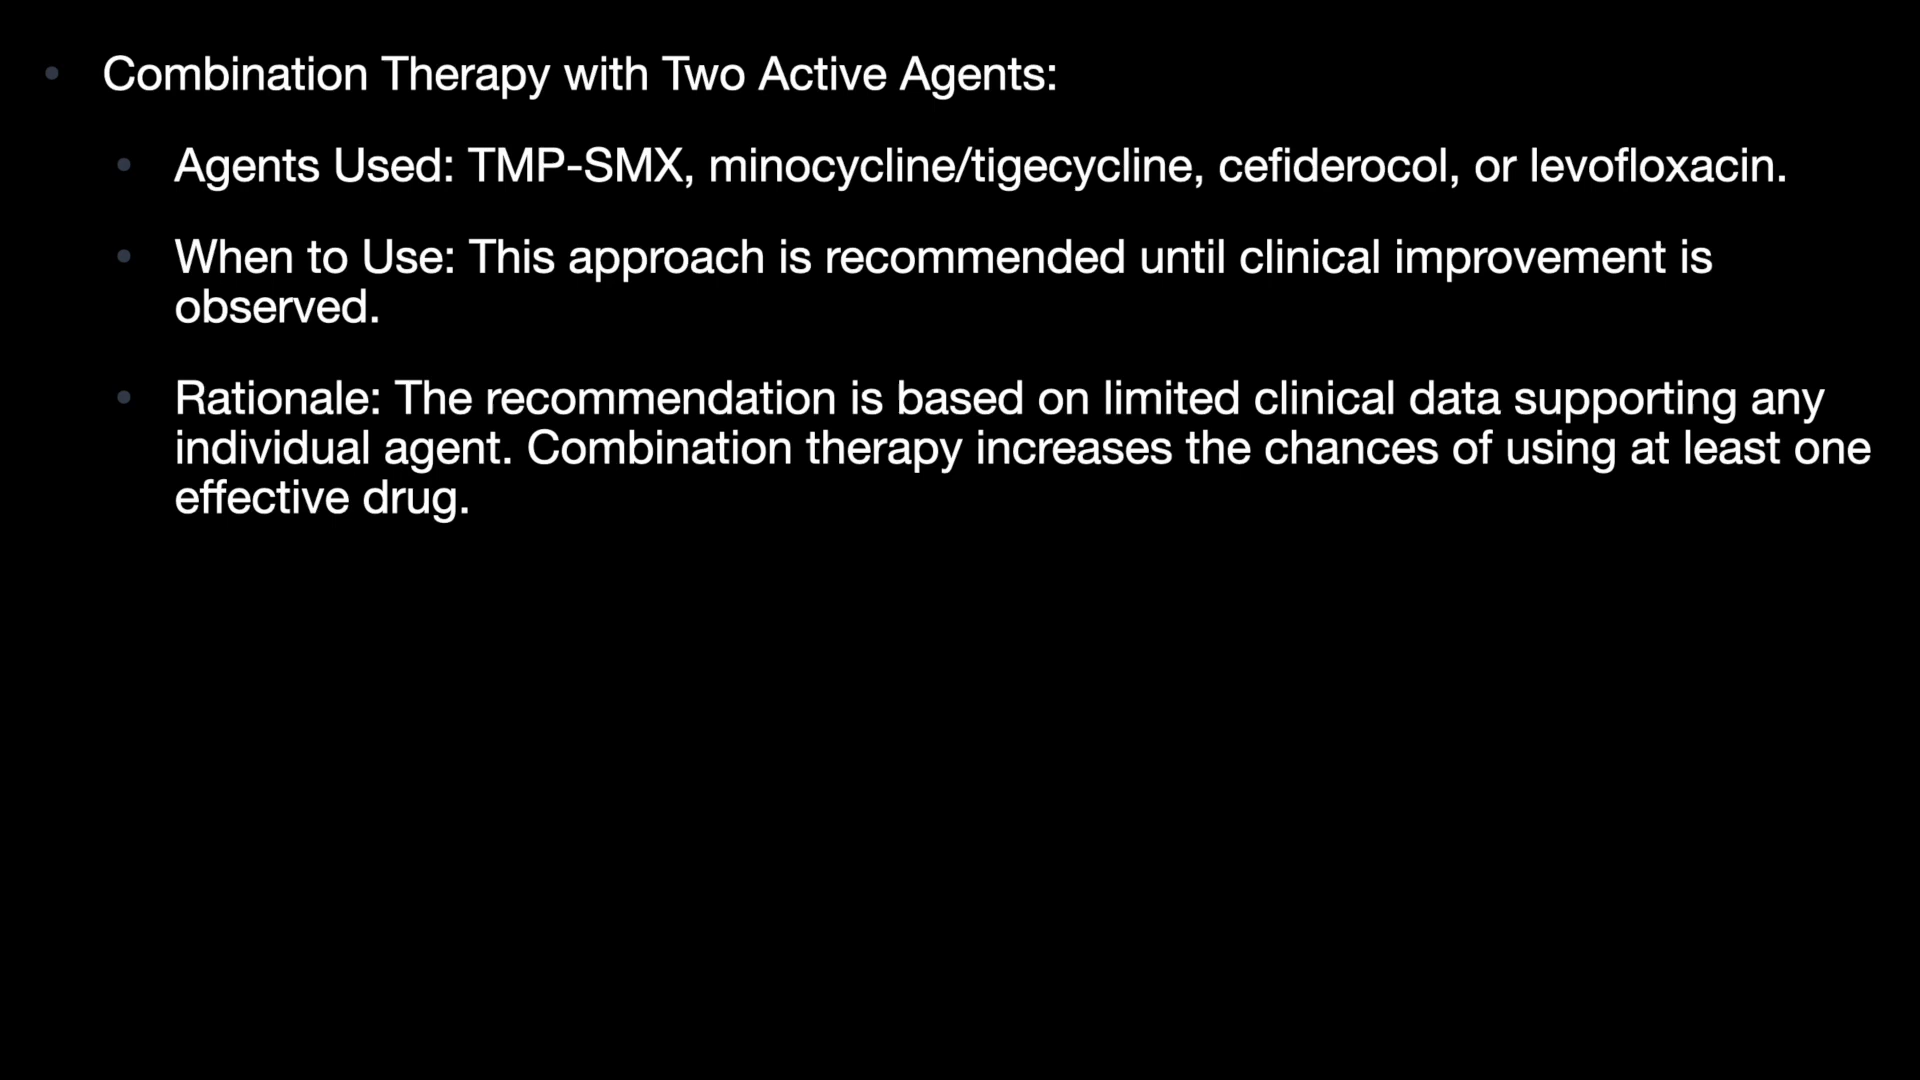 • Combination Therapy with Two Active Agents:
• Agents Used: TMP-SMX, minocycline/tigecycline, cefiderocol, or levofloxacin.
• When to Use: This approach is recommended until clinical improvement is
observed.
• Rationale: The recommendation is based on limited clinical data supporting any
individual agent. Combination therapy increases the chances of using at least one
effective drug.